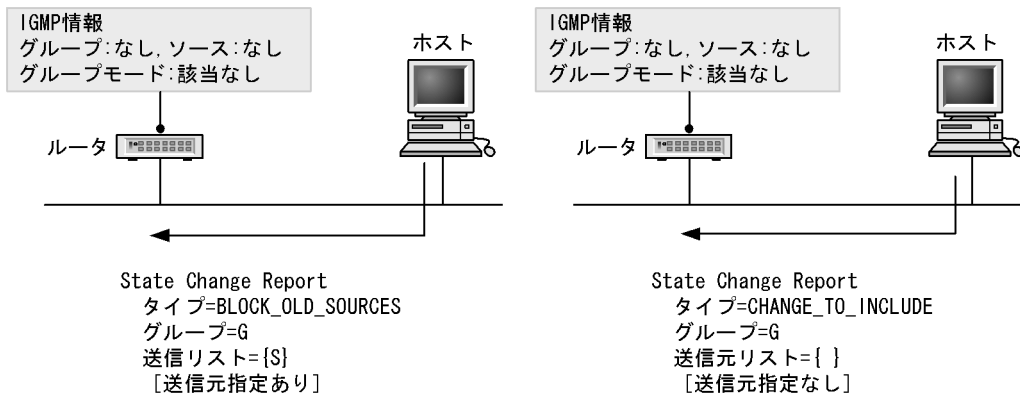 IGMP情報
グループ:なし,ソース:なし
グループモード:該当なし
ホスト
ルータ
State Change Report
タイプ=BLOCK_OLD_SOURCES
グループ=G
送信リスト={S}
[送信元指定あり]
IGMP情報
グループ:なし,ソース:なし
グループモード:該当なし
ホスト
ルータ
State Change Report
タイプ=CHANGE_TO_INCLUDE
グループ=G
送信元リスト={ }
[送信元指定なし]